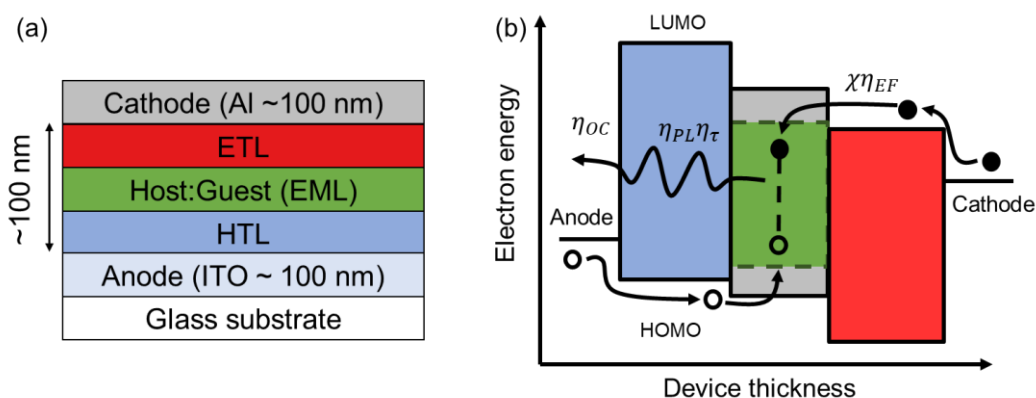 (a)
Cathode (Al ~100 nm)
ETL
Host:Guest (EML)
HTL
Anode (ITO ~ 100 nm)
Glass substrate
~100 nm
(b)
LUMO
χη_EF
η_OC
η_PLη_τ
Electron energy
Anode
Cathode
HOMO
Device thickness